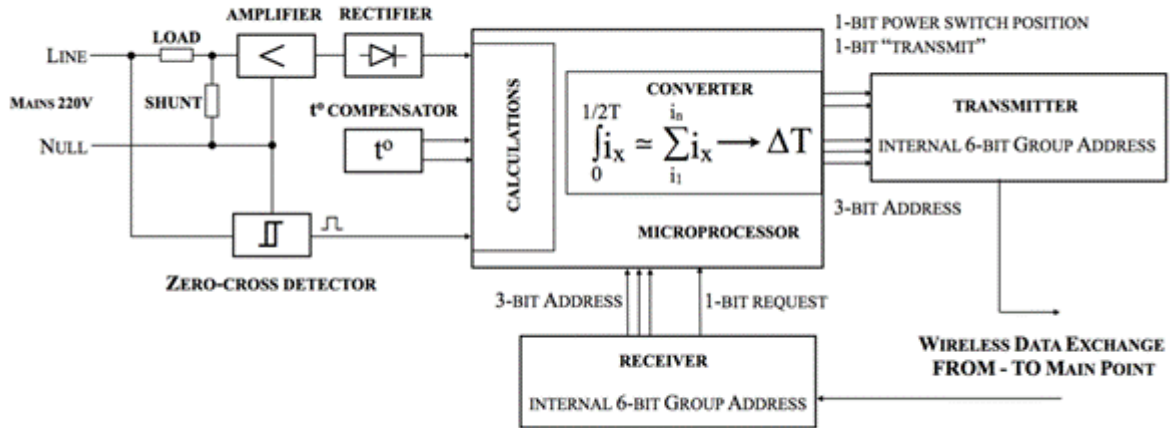 AMPLIFIER
RECTIFIER
LOAD
LINE
SHUNT
MAINS 220V
NULL
t° COMPENSATOR
t°
ZERO-CROSS DETECTOR
CALCULATIONS
CONVERTER
1/2T
∫ i_x ≃ ∑ i_x → ΔT
0
i_n
i_1
MICROPROCESSOR
1-BIT POWER SWITCH POSITION
1-BIT “TRANSMIT”
TRANSMITTER
INTERNAL 6-BIT GROUP ADDRESS
3-BIT ADDRESS
3-BIT ADDRESS
1-BIT REQUEST
RECEIVER
INTERNAL 6-BIT GROUP ADDRESS
WIRELESS DATA EXCHANGE
FROM - TO MAIN POINT